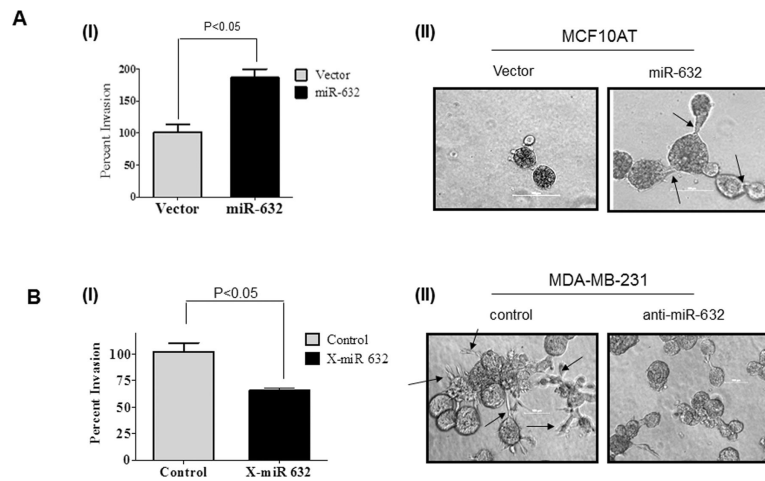 A
(I)
P<0.05
Percent Invasion
200
150
100
50
0
Vector
miR-632
Vector
miR-632
(II)
MCF10AT
Vector
miR-632
B
(I)
P<0.05
Percent Invasion
100
75
50
25
0
Control
X-miR 632
Control
X-miR 632
(II)
MDA-MB-231
control
anti-miR-632